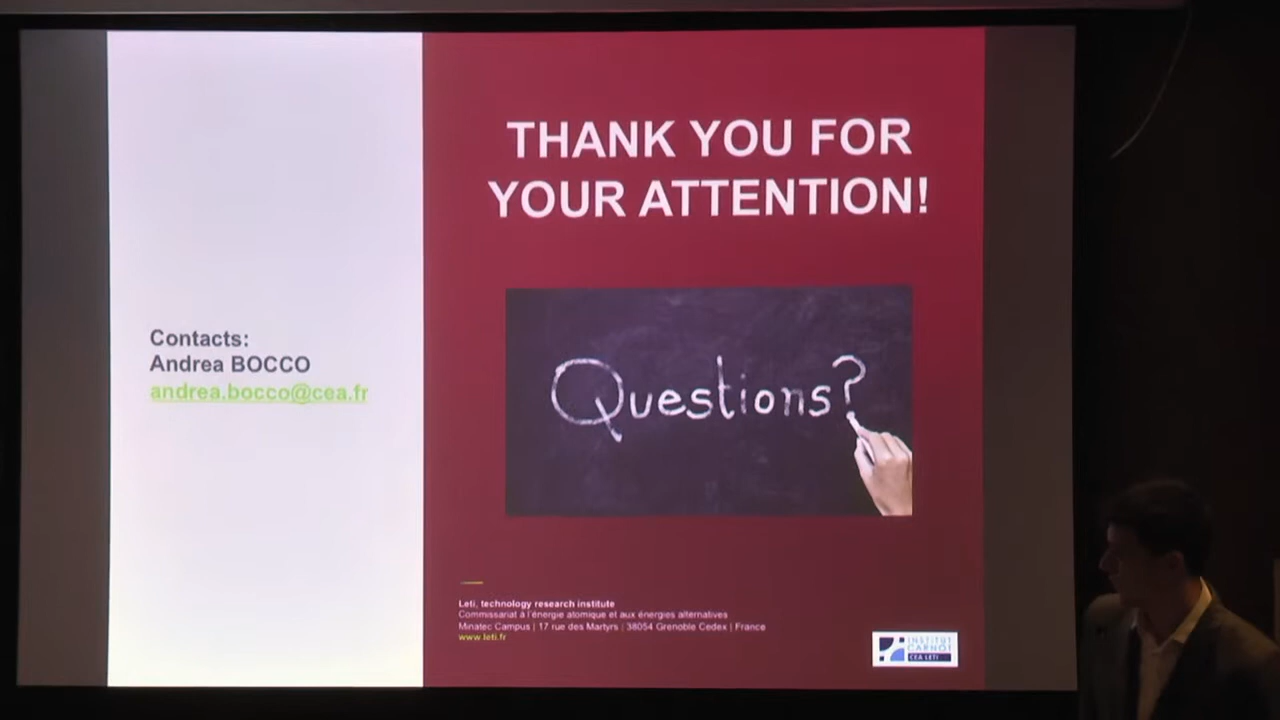 THANK YOU FOR
YOUR ATTENTION!
Contacts:
Andrea BOCCO
andrea.bocco@cea.fr
Questions?
Leti, technology research institute
Commissariat à l'énergie atomique et aux énergies alternatives
Minatec Campus | 17 rue des Martyrs | 38054 Grenoble Cedex | France
www.leti.fr
INSTITUT
CARNOT
CEA LETI